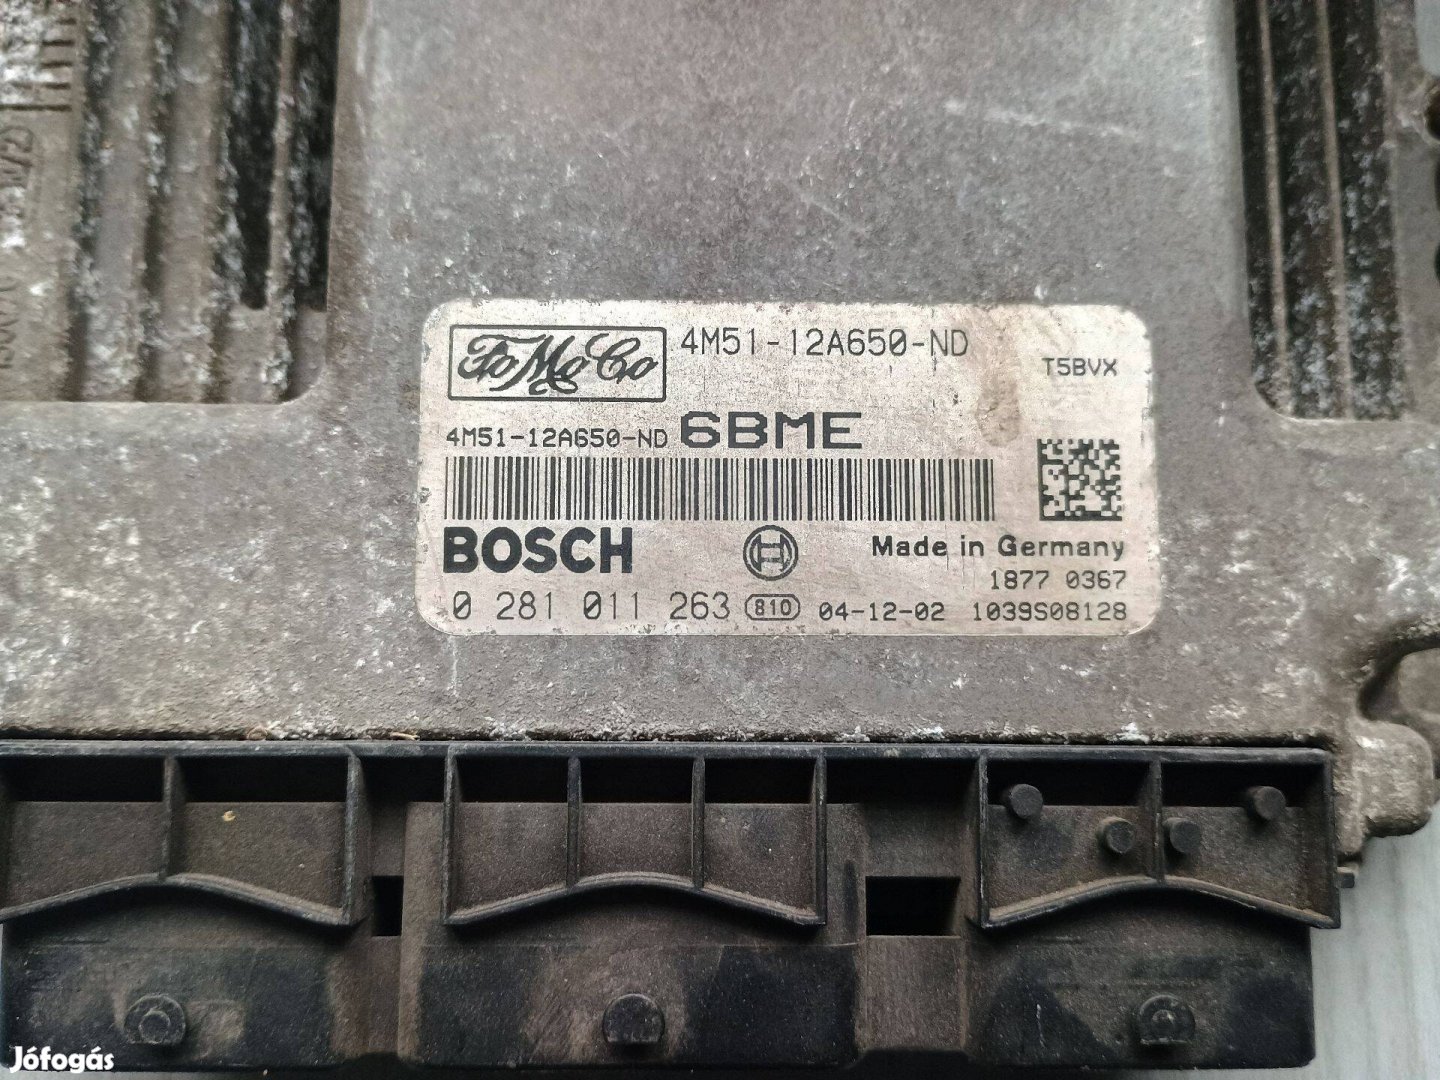 FoMoCo
4M51-12A650-ND
T5BVX
4M51-12A650-ND 6BME
BOSCH
Made in Germany
1877 0367
0 281 011 263 810 04-12-02 1039S08128
Jófogás